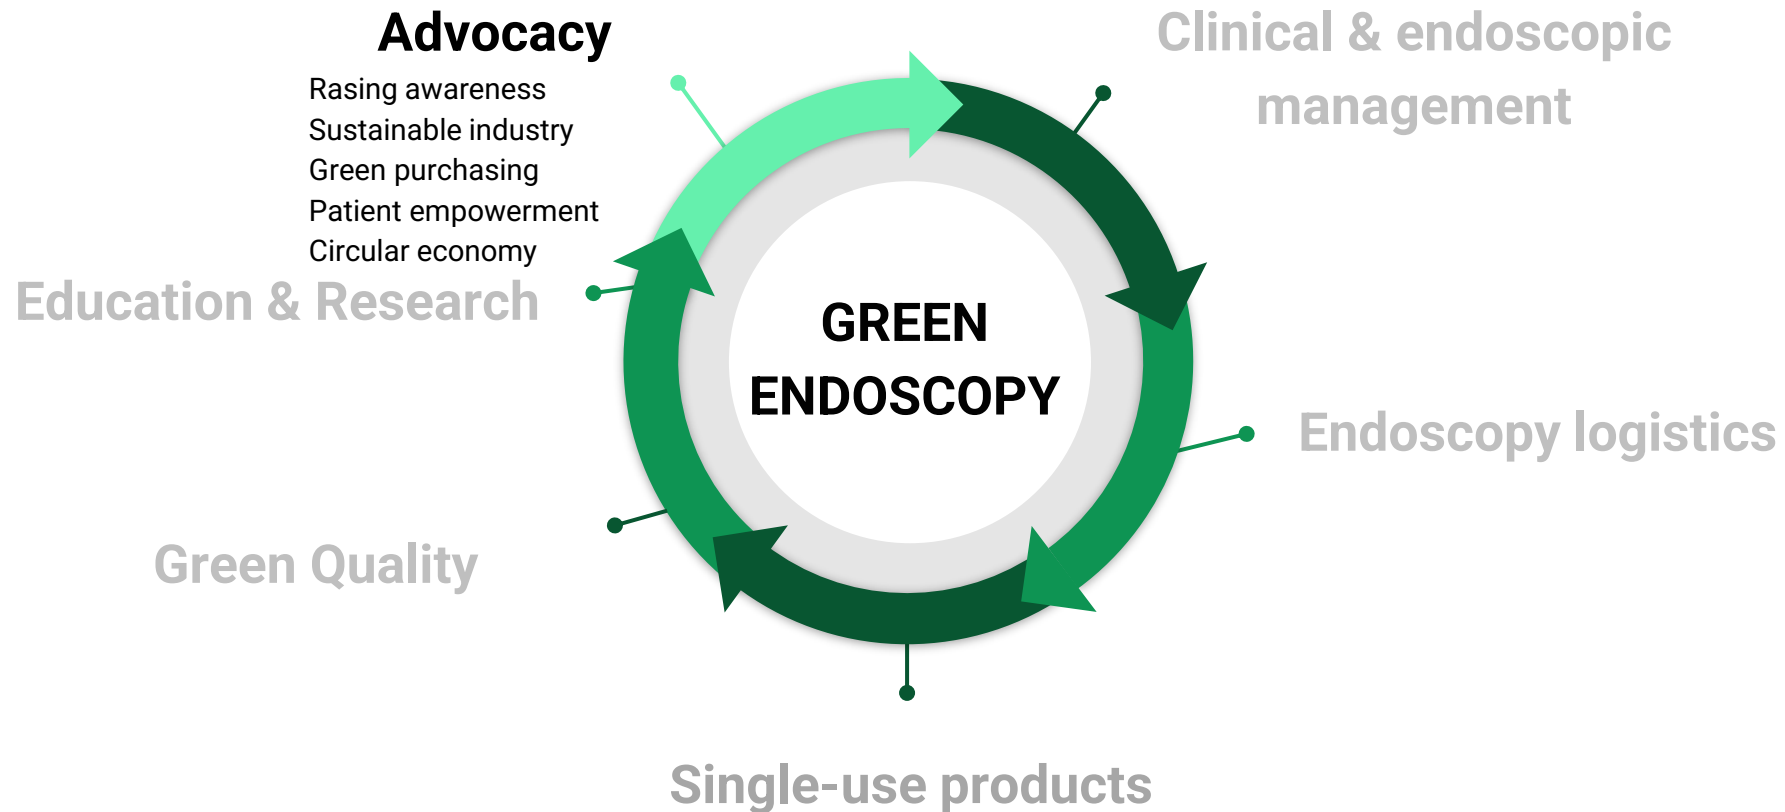 Advocacy
Rasing awareness
Sustainable industry
Green purchasing
Patient empowerment
Circular economy
Clinical & endoscopic
management
Education & Research
GREEN
ENDOSCOPY
Endoscopy logistics
Green Quality
Single-use products